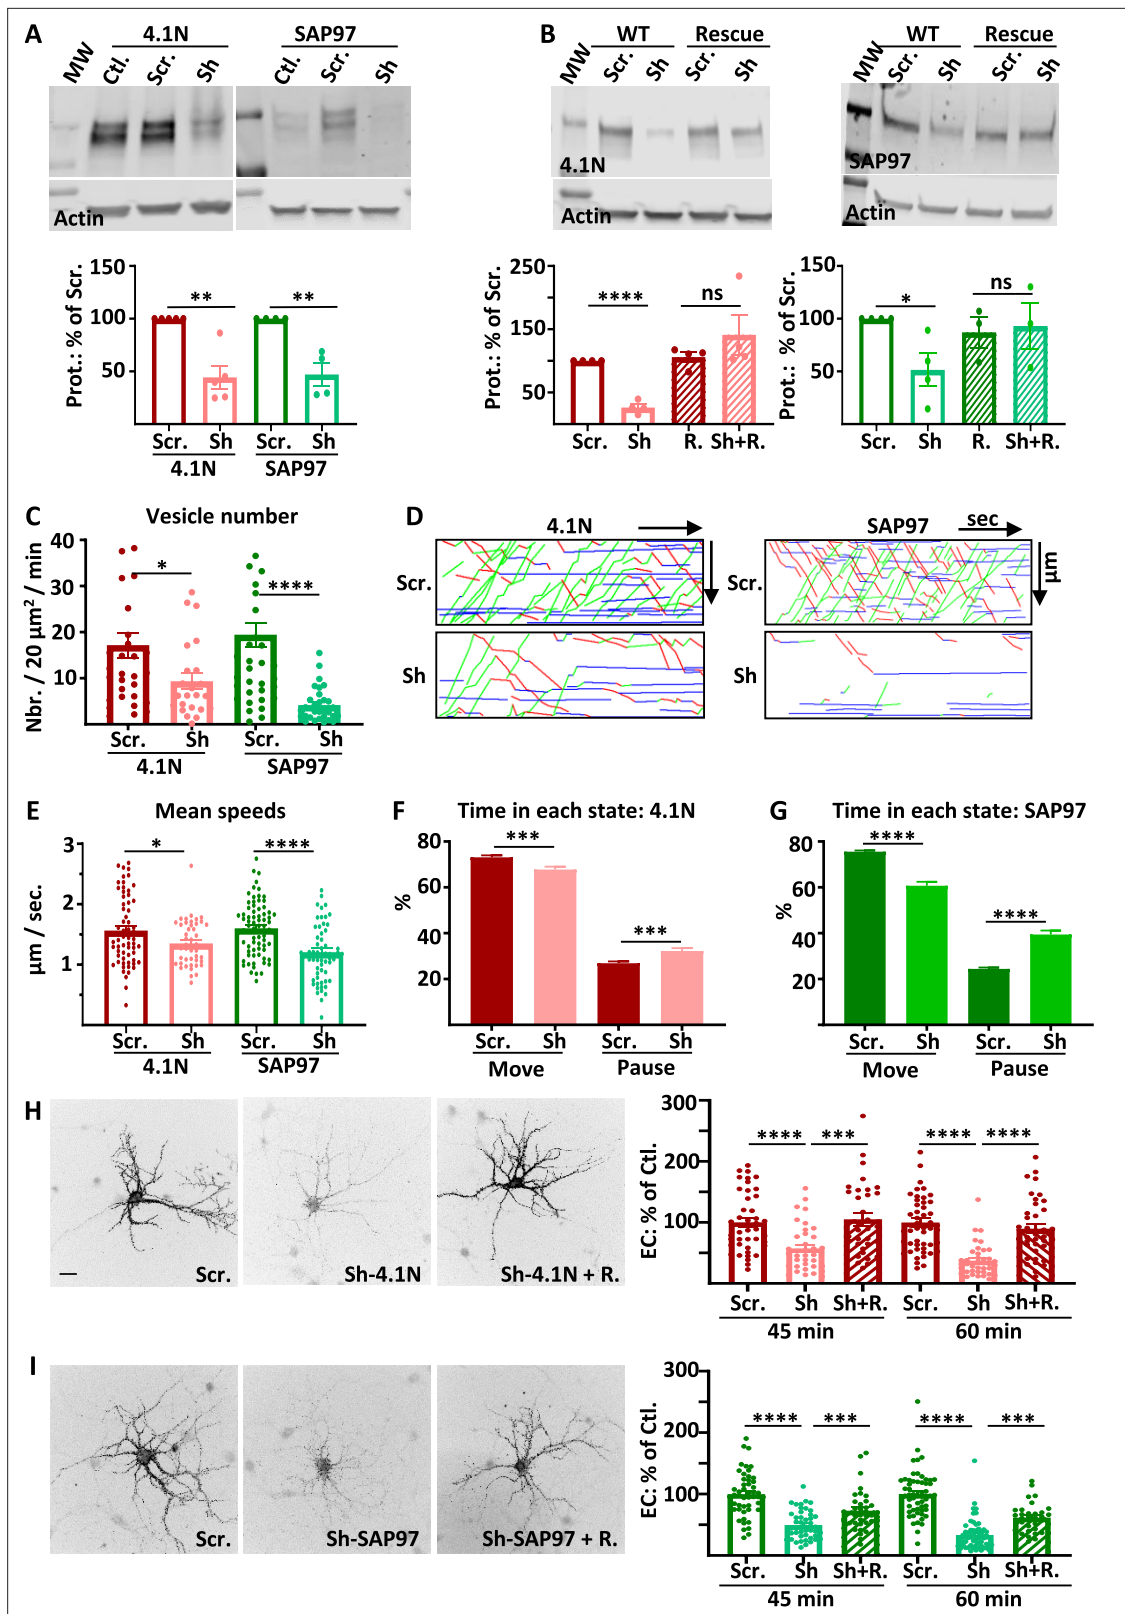 A
4.1N
SAP97
MW
Ctl.
Scr.
Sh
Ctl.
Scr.
Sh
Actin
Prot.: % of Scr.
150
100
50
**
**
Scr.
Sh
Scr.
Sh
4.1N
SAP97
B
WT
Rescue
WT
Rescue
MW
Scr.
Sh
Scr.
Sh
MW
Scr.
Sh
Scr.
Sh
4.1N
SAP97
Actin
Actin
Prot.: % of Scr.
250
150
50
****
ns
Scr.
Sh
R.
Sh+R.
Prot.: % of Scr.
150
100
50
*
ns
Scr.
Sh
R.
Sh+R.
C
Vesicle number
Nbr. / 20 µm² / min
40
30
20
10
*
****
Scr.
Sh
Scr.
Sh
4.1N
SAP97
D
4.1N
SAP97
sec
µm
Scr.
Scr.
Sh
Sh
E
Mean speeds
µm / sec.
3
2
1
*
****
Scr.
Sh
Scr.
Sh
4.1N
SAP97
F
Time in each state: 4.1N
%
80
60
40
20
***
***
Scr.
Sh
Scr.
Sh
Move
Pause
G
Time in each state: SAP97
%
80
60
40
20
****
****
Scr.
Sh
Scr.
Sh
Move
Pause
H
Scr.
Sh-4.1N
Sh-4.1N + R.
EC: % of Ctl.
300
200
100
****
***
****
****
Scr.
Sh
Sh+R.
Scr.
Sh
Sh+R.
45 min
60 min
I
Scr.
Sh-SAP97
Sh-SAP97 + R.
EC: % of Ctl.
300
200
100
****
***
****
***
Scr.
Sh
Sh+R.
Scr.
Sh
Sh+R.
45 min
60 min